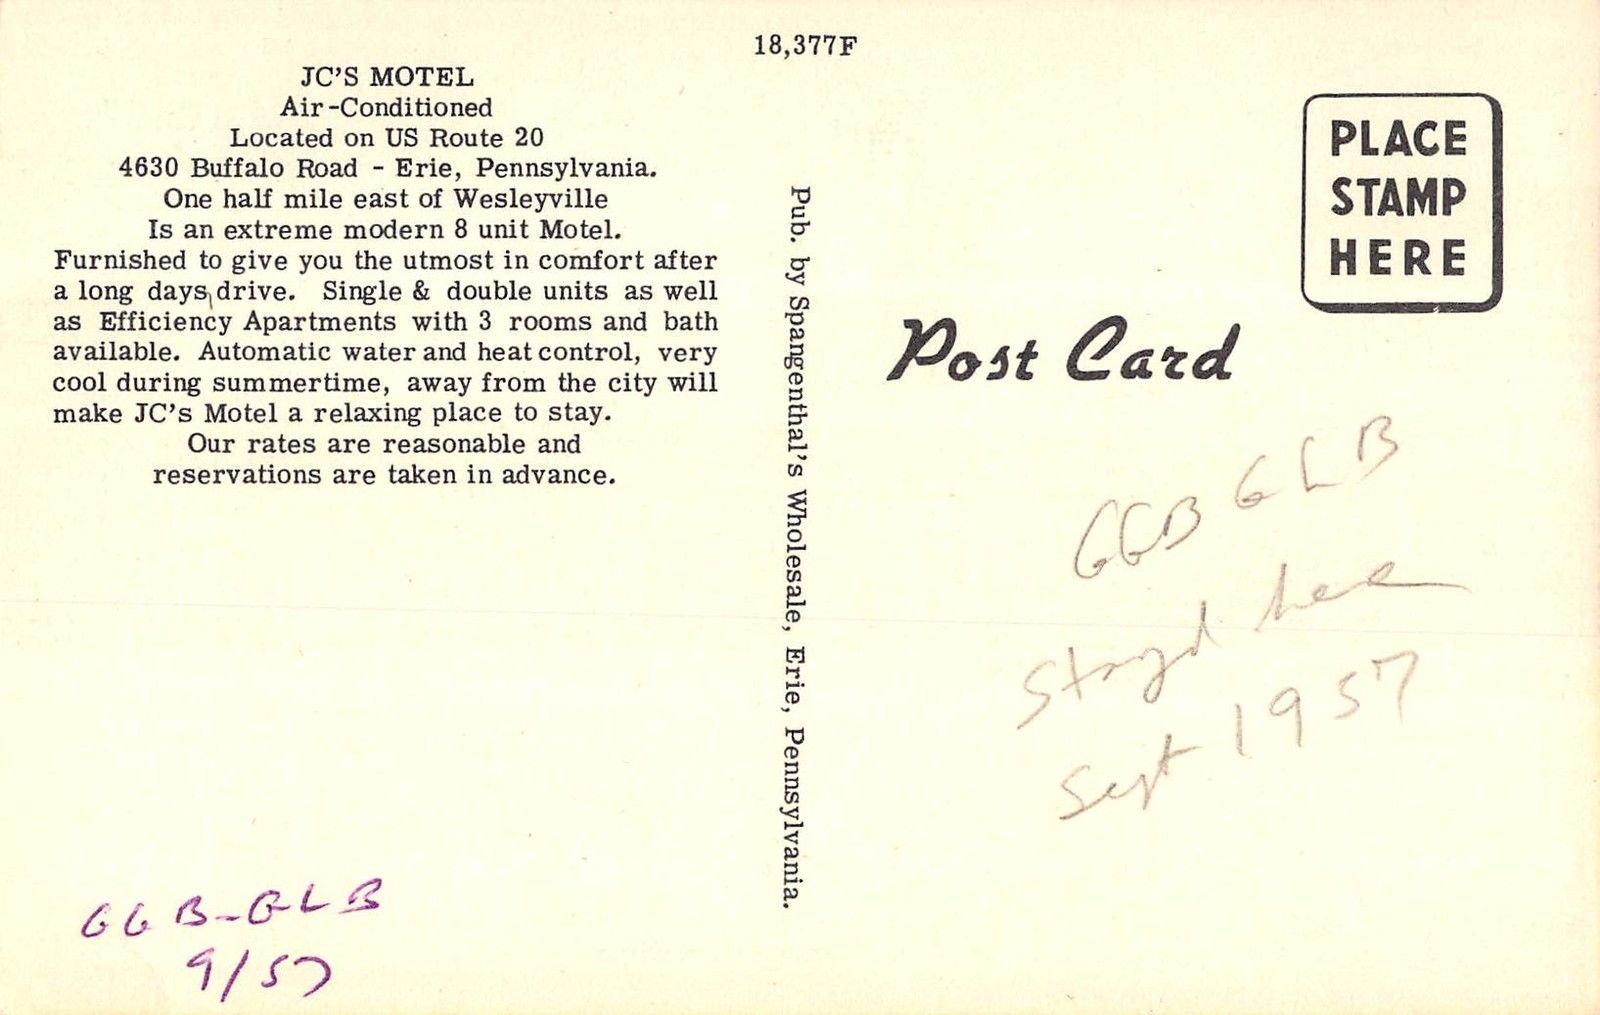 18,377F
JC'S MOTEL
Air-Conditioned
Located on US Route 20
4630 Buffalo Road - Erie, Pennsylvania.
One half mile east of Wesleyville
Is an extreme modern 8 unit Motel.
Furnished to give you the utmost in comfort after
a long days drive. Single & double units as well
as Efficiency Apartments with 3 rooms and bath
available. Automatic water and heat control, very
cool during summertime, away from the city will
make JC's Motel a relaxing place to stay.
Our rates are reasonable and
reservations are taken in advance.
GGB-GLB
9/57
Pub. by Spangenthal's Wholesale, Erie, Pennsylvania.
PLACE
STAMP
HERE
Post Card
GGB GLB
Stayd here
Sept 1957